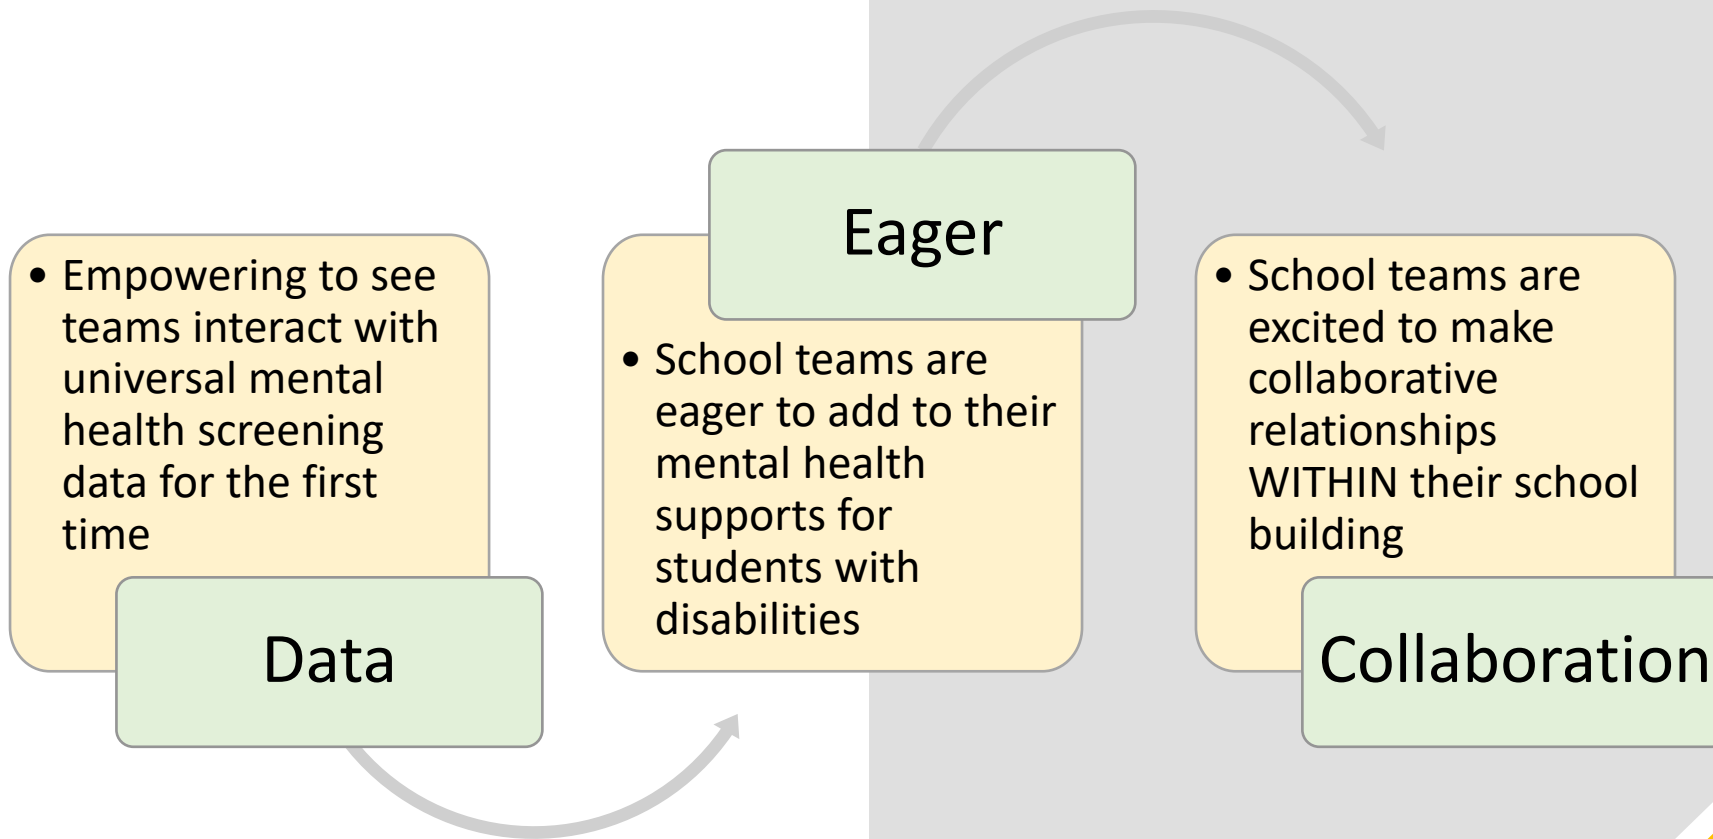 • Empowering to see
teams interact with
universal mental
health screening
data for the first
time
Data
Eager
• School teams are
eager to add to their
mental health
supports for
students with
disabilities
• School teams are
excited to make
collaborative
relationships
WITHIN their school
building
Collaboration